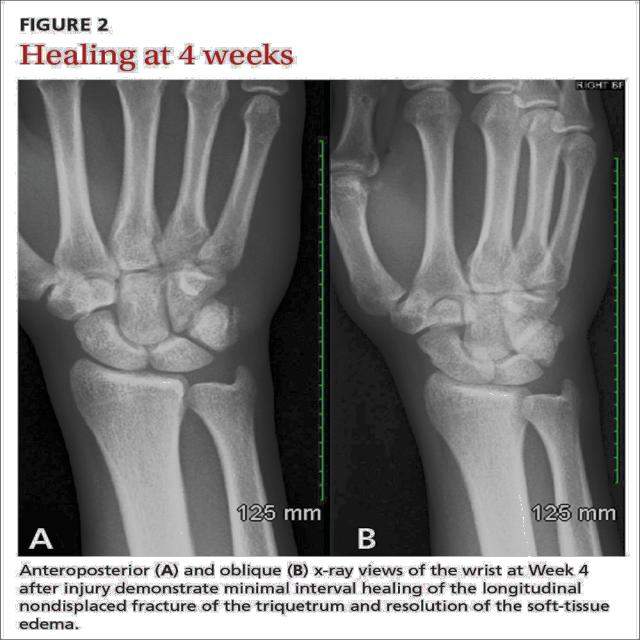 FIGURE 2
Healing at 4 weeks
RIGHT BF
125 mm
125 mm
A
B
Anteroposterior (A) and oblique (B) x-ray views of the wrist at Week 4
after injury demonstrate minimal interval healing of the longitudinal
nondisplaced fracture of the triquetrum and resolution of the soft-tissue
edema.